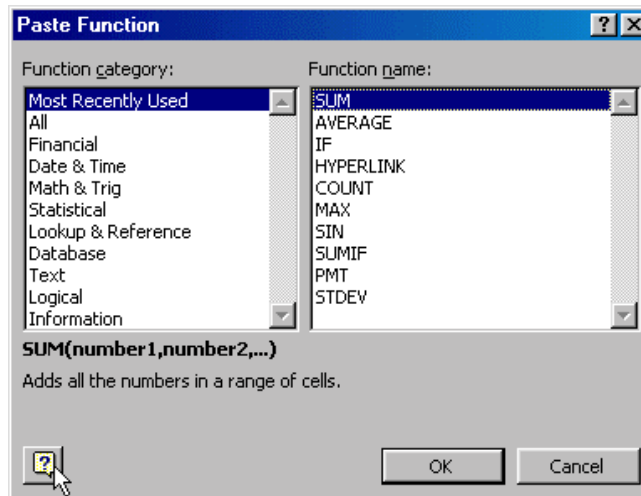 Paste Function
Function category:
Most Recently Used
All
Financial
Date & Time
Math & Trig
Statistical
Lookup & Reference
Database
Text
Logical
Information
Function name:
SUM
AVERAGE
IF
HYPERLINK
COUNT
MAX
SIN
SUMIF
PMT
STDEV
SUM(number1,number2,...)
Adds all the numbers in a range of cells.
OK
Cancel